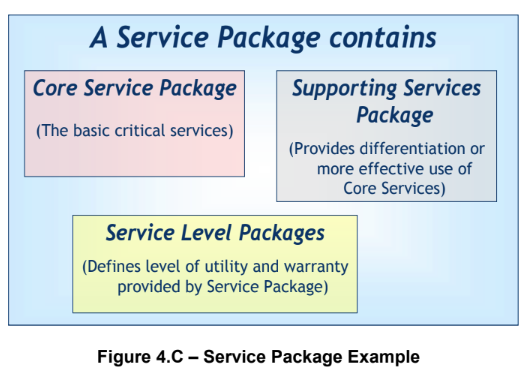 A Service Package contains
Core Service Package
(The basic critical services)
Supporting Services
Package
(Provides differentiation or
more effective use of
Core Services)
Service Level Packages
(Defines level of utility and warranty
provided by Service Package)
Figure 4.C – Service Package Example